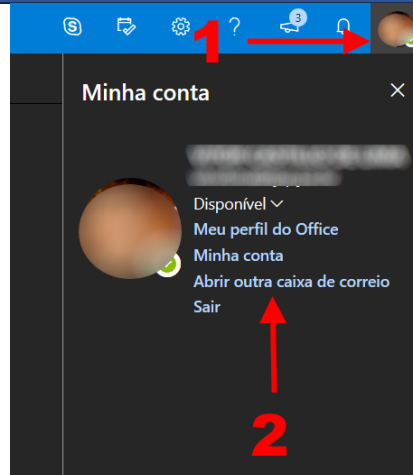 1
?
3
Minha conta
Disponível
Meu perfil do Office
Minha conta
Abrir outra caixa de correio
Sair
2